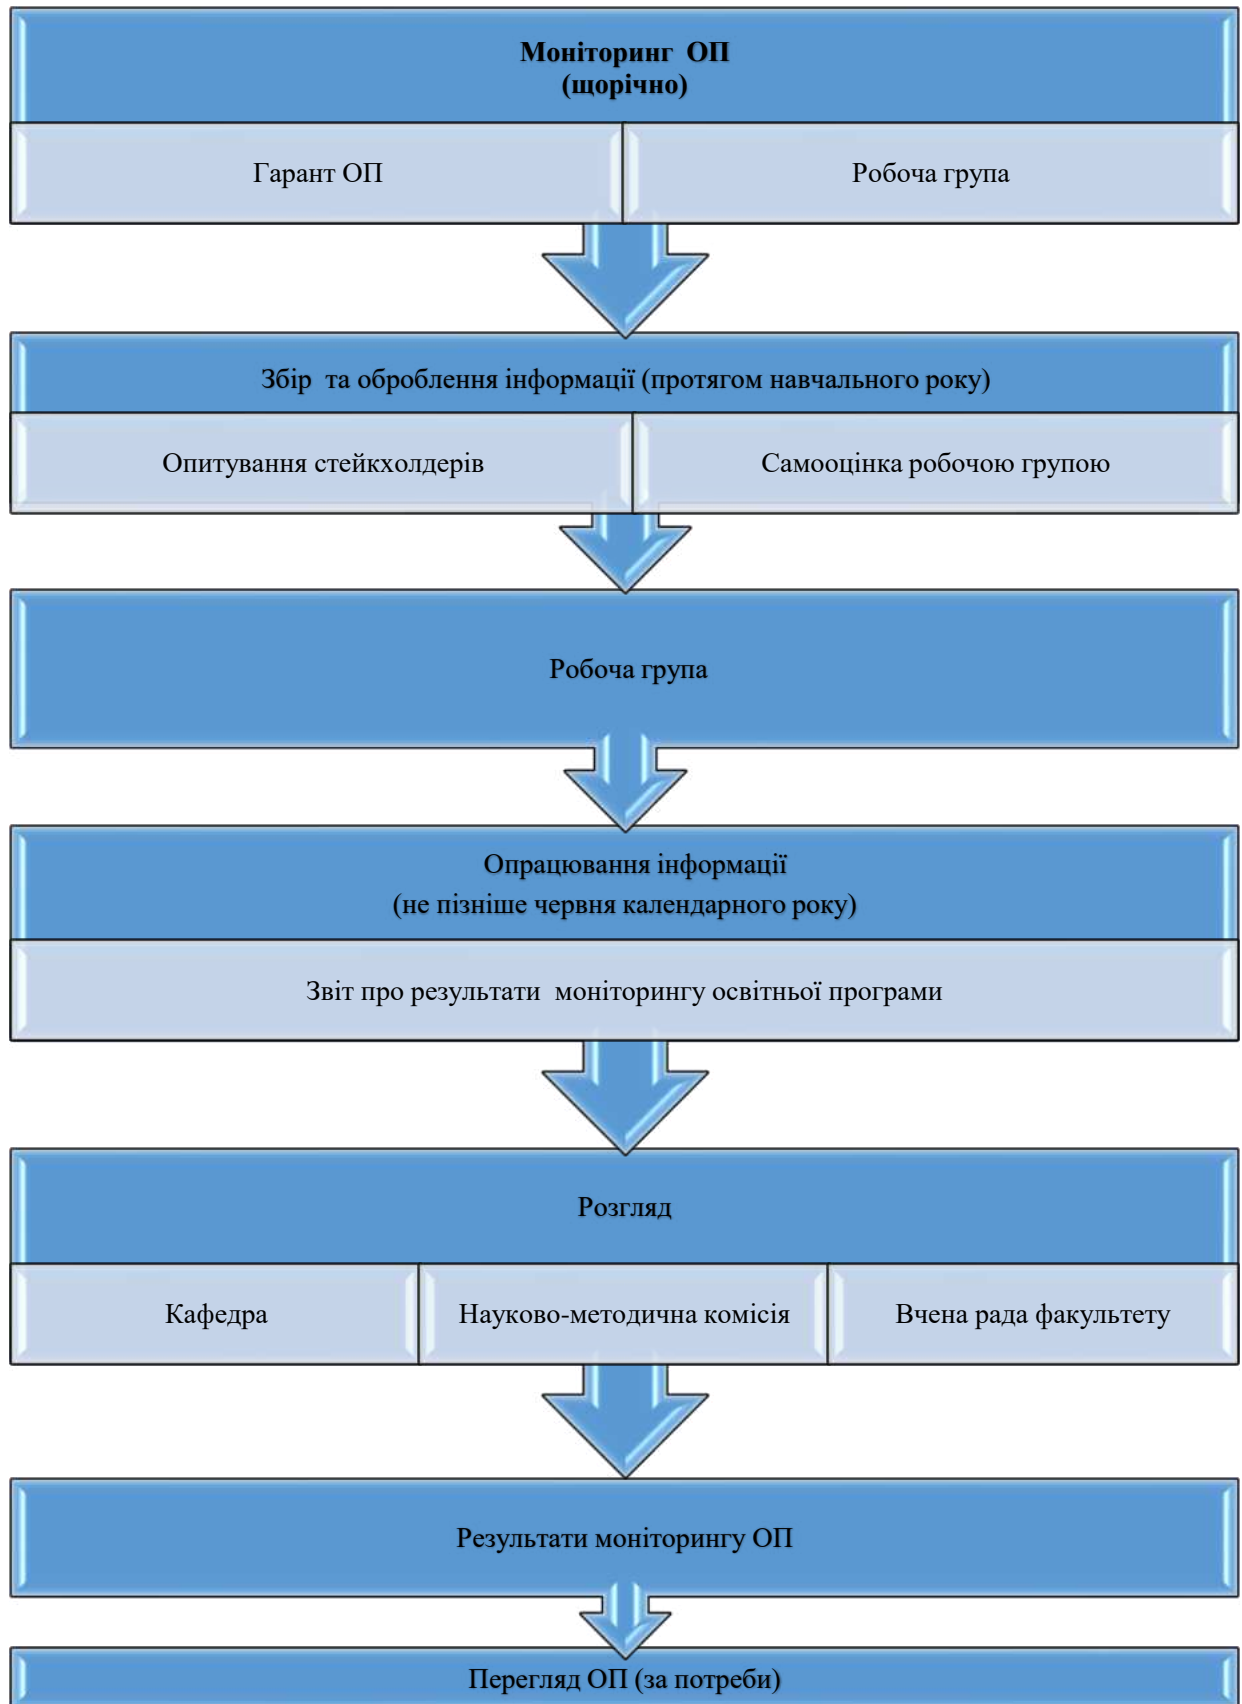 Моніторинг ОП
(щорічно)
Гарант ОП
Робоча група
Збір та оброблення інформації (протягом навчального року)
Опитування стейкхолдерів
Самооцінка робочою групою
Робоча група
Опрацювання інформації
(не пізніше червня календарного року)
Звіт про результати моніторингу освітньої програми
Розгляд
Кафедра
Науково-методична комісія
Вчена рада факультету
Результати моніторингу ОП
Перегляд ОП (за потреби)